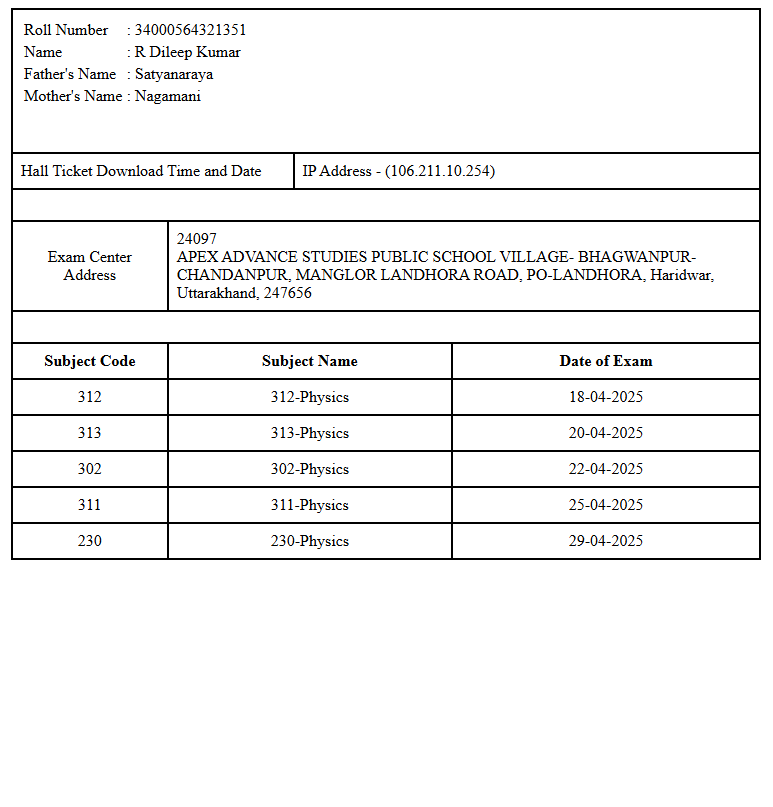 Roll Number : 34000564321351
Name : R Dileep Kumar
Father's Name : Satyanaraya
Mother's Name : Nagamani
Hall Ticket Download Time and Date IP Address - (106.211.10.254)
Exam Center
Address
24097
APEX ADVANCE STUDIES PUBLIC SCHOOL VILLAGE- BHAGWANPUR-
CHANDANPUR, MANGLOR LANDHORA ROAD, PO-LANDHORA, Haridwar,
Uttarakhand, 247656
Subject Code Subject Name Date of Exam
312 312-Physics 18-04-2025
313 313-Physics 20-04-2025
302 302-Physics 22-04-2025
311 311-Physics 25-04-2025
230 230-Physics 29-04-2025